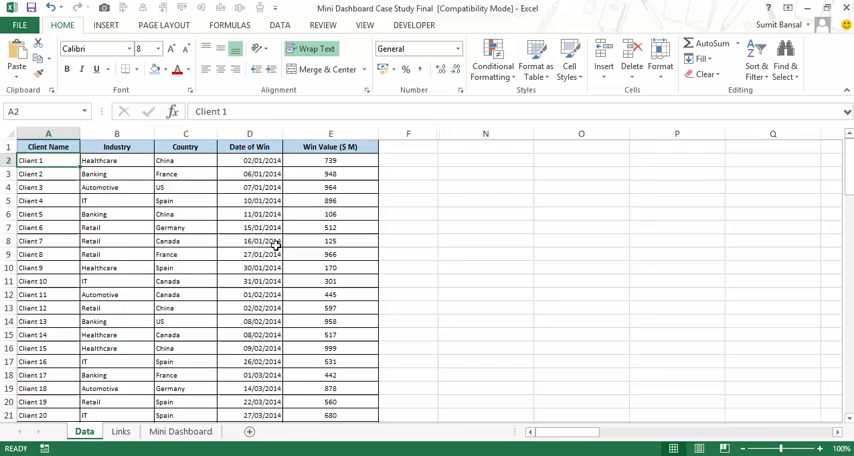 Mini Dashboard Case Study Final [Compatibility Mode] - Excel
FILE HOME INSERT PAGE LAYOUT FORMULAS DATA REVIEW VIEW DEVELOPER Sumit Bansal
Paste
Calibri 8
B I U
Wrap Text
Merge & Center
General
Conditional Formatting
Format as Table
Cell Styles
Insert Delete Format
AutoSum
Fill
Clear
Sort & Filter
Find & Select
Clipboard Font Alignment Number Styles Cells Editing
A2 fx Client 1
A B C D E F N O P Q
1 Client Name Industry Country Date of Win Win Value ($ M)
2 Client 1 Healthcare China 02/01/2014 739
3 Client 2 Banking France 06/01/2014 948
4 Client 3 Automotive US 07/01/2014 964
5 Client 4 IT Spain 10/01/2014 896
6 Client 5 Banking China 11/01/2014 106
7 Client 6 Retail Germany 15/01/2014 512
8 Client 7 Retail Canada 16/01/2014 125
9 Client 8 Retail France 27/01/2014 966
10 Client 9 Healthcare Spain 30/01/2014 170
11 Client 10 IT Canada 31/01/2014 301
12 Client 11 Automotive Canada 01/02/2014 445
13 Client 12 Retail China 02/02/2014 597
14 Client 13 Banking US 08/02/2014 958
15 Client 14 Healthcare Canada 08/02/2014 517
16 Client 15 Healthcare China 09/02/2014 999
17 Client 16 IT Spain 26/02/2014 531
18 Client 17 Banking France 01/03/2014 442
19 Client 18 Automotive Germany 14/03/2014 878
20 Client 19 Retail Spain 22/03/2014 560
21 Client 20 IT Spain 27/03/2014 680
Data Links Mini Dashboard
READY 100%